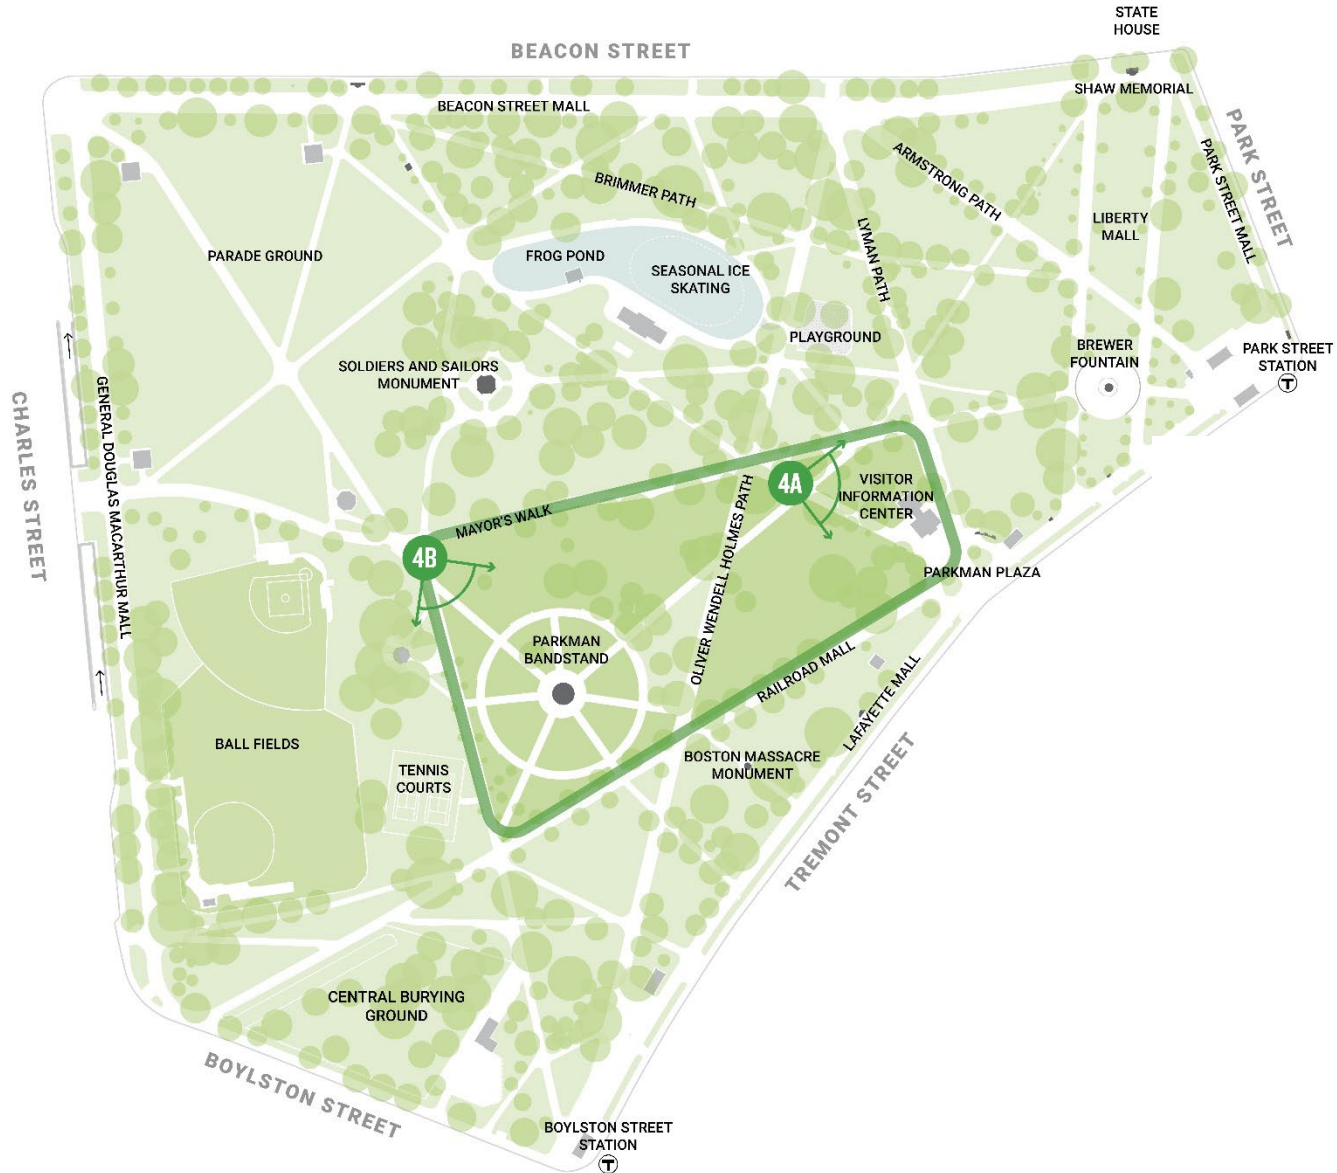 STATE
HOUSE
BEACON STREET
SHAW MEMORIAL
BEACON STREET MALL
PARK STREET
ARMSTRONG PATH
PARK STREET MALL
BRIMMER PATH
LIBERTY
MALL
LYMAN PATH
PARADE GROUND
FROG POND
SEASONAL ICE
SKATING
PLAYGROUND
BREWER
FOUNTAIN
PARK STREET
STATION
T
SOLDIERS AND SAILORS
MONUMENT
CHARLES STREET
GENERAL DOUGLAS MACARTHUR MALL
4A
VISITOR
INFORMATION
CENTER
MAYOR'S WALK
OLIVER WENDELL HOLMES PATH
4B
PARKMAN PLAZA
PARKMAN
BANDSTAND
RAILROAD MALL
LAFAYETTE MALL
BALL FIELDS
TENNIS
COURTS
BOSTON MASSACRE
MONUMENT
TREMONT STREET
CENTRAL BURYING
GROUND
BOYLSTON STREET
BOYLSTON STREET
STATION
T